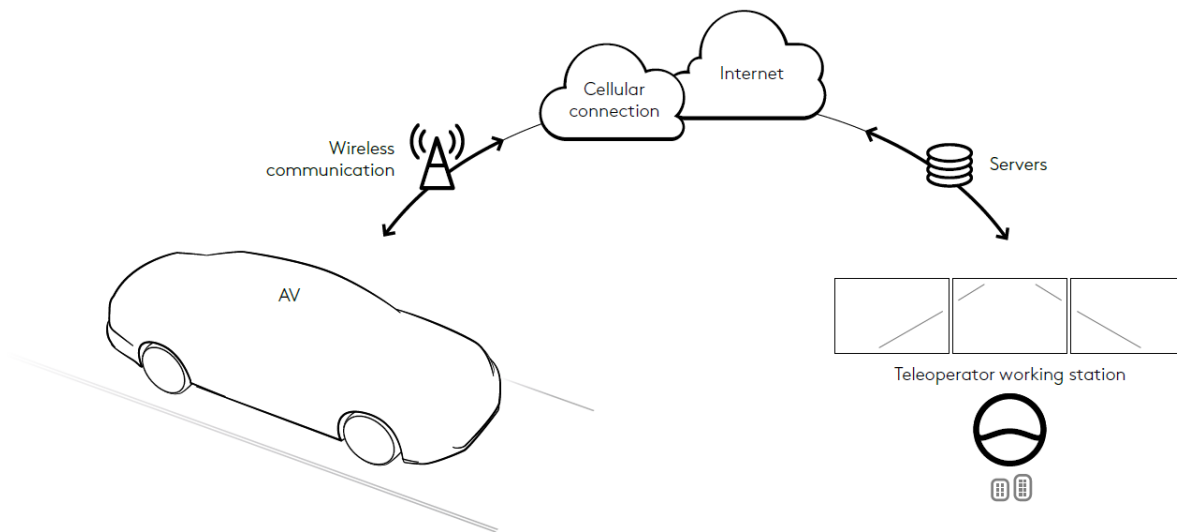 Internet
Cellular
connection
Wireless
communication
Servers
AV
Teleoperator working station